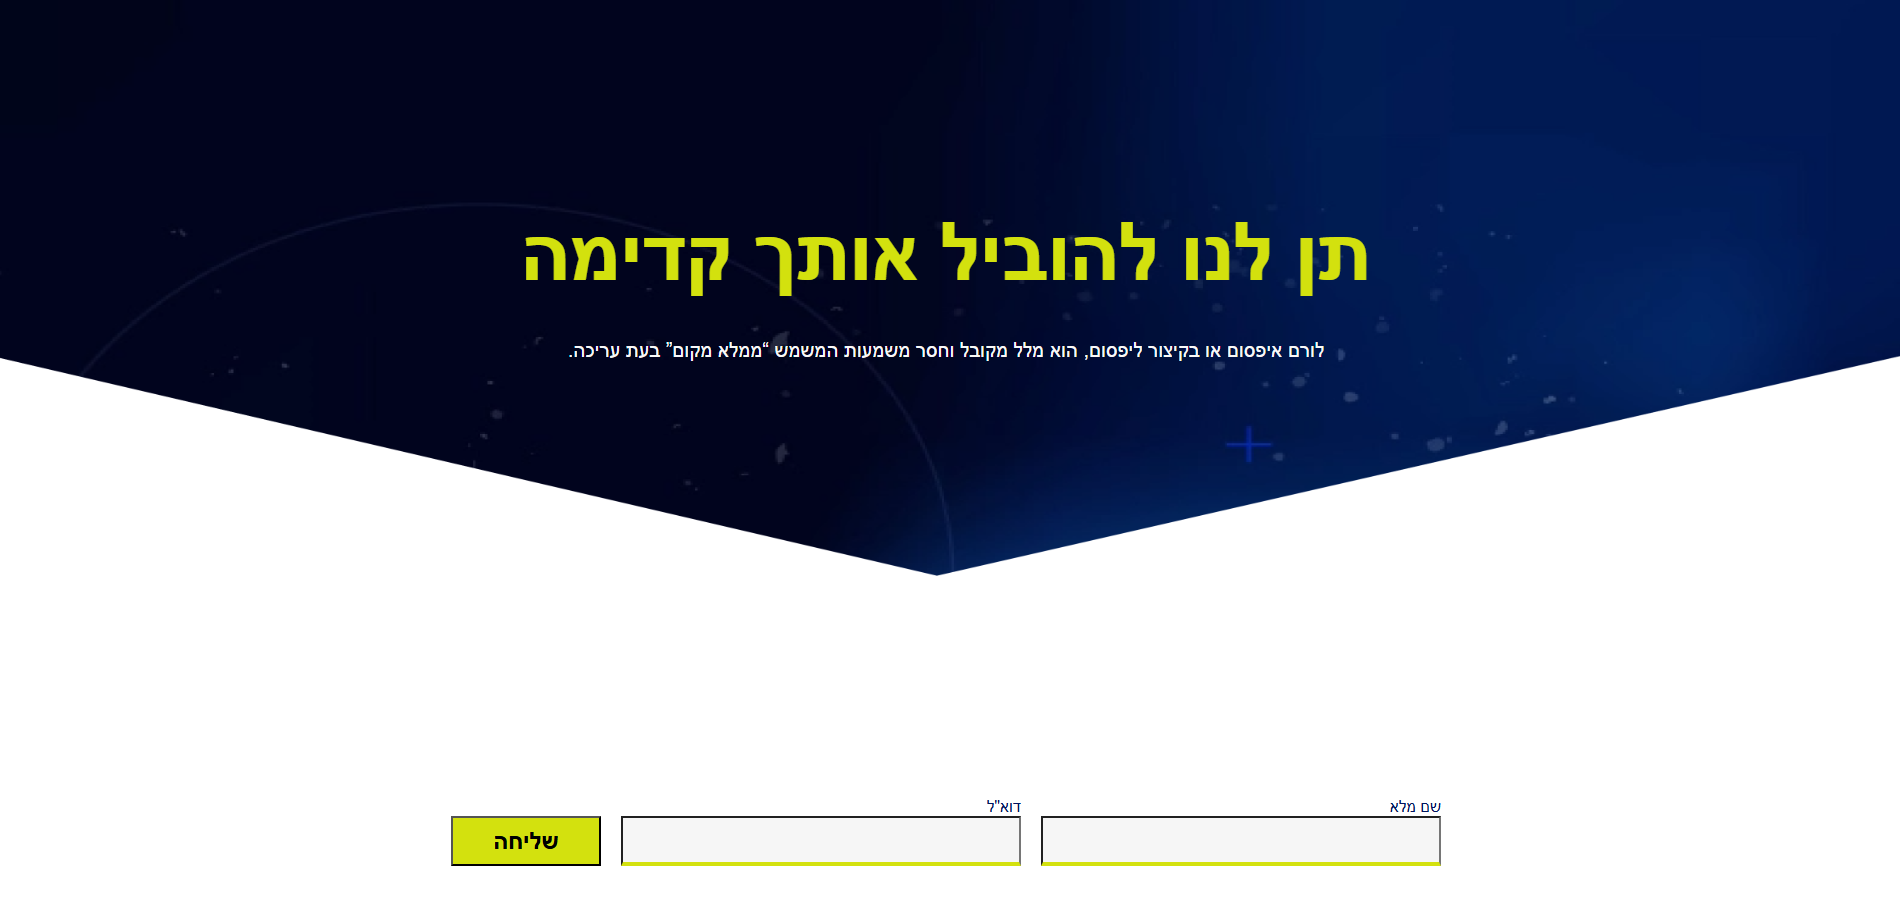 תן לנו להוביל אותך קדימה
לורם איפסום או בקיצור ליפסום, הוא מלל מקובל וחסר משמעות המשמש “ממלא מקום” בעת עריכה.
שם מלא
דוא"ל
שליחה